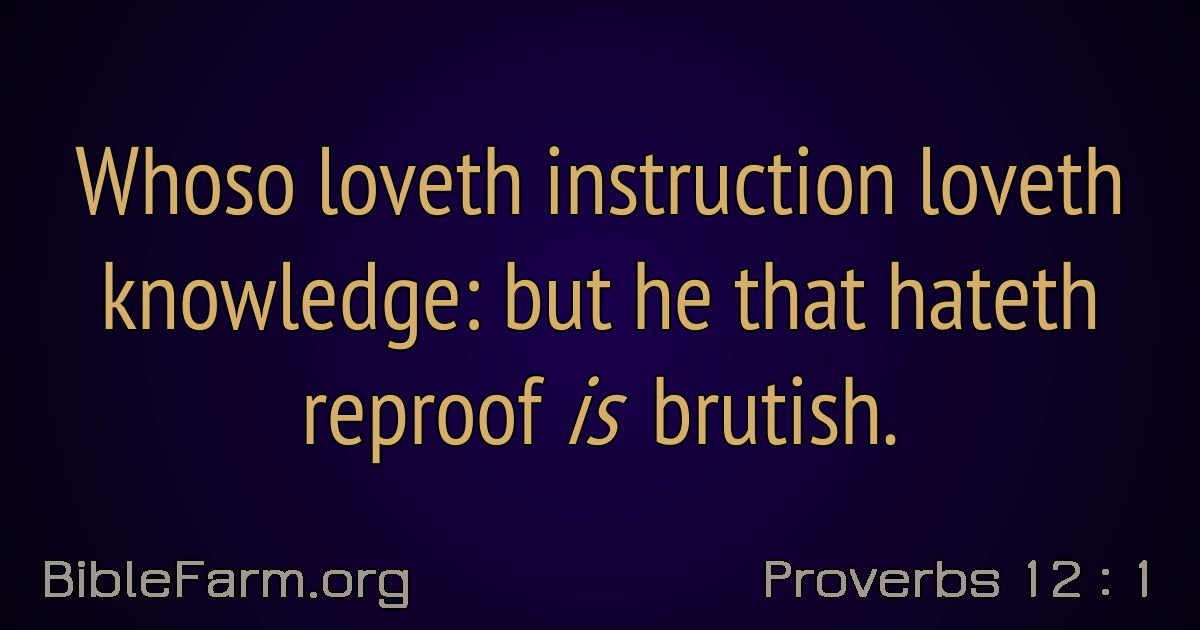 Whoso loveth instruction loveth
knowledge: but he that hateth
reproof is brutish.
BibleFarm.org
Proverbs 12 : 1